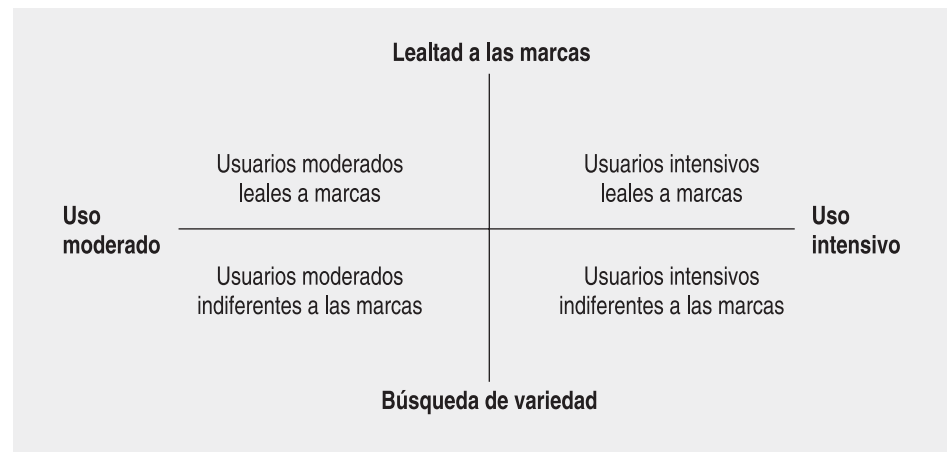 Lealtad a las marcas
Usuarios moderados
leales a marcas
Usuarios intensivos
leales a marcas
Uso
moderado
Uso
intensivo
Usuarios moderados
indiferentes a las marcas
Usuarios intensivos
indiferentes a las marcas
Búsqueda de variedad